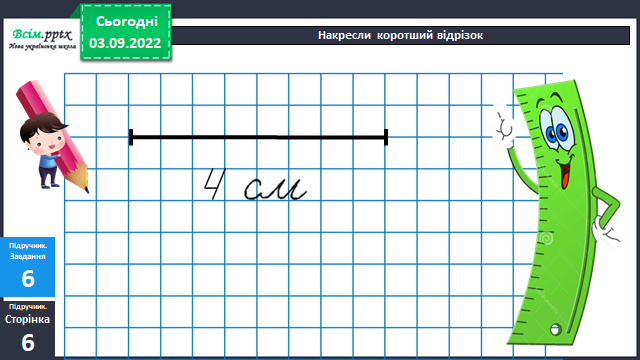 Всім.pptx
Нова українська школа
Сьогодні
03.09.2022
Накресли коротший відрізок
4 см
Підручник.
Завдання
6
Підручник.
Сторінка
6